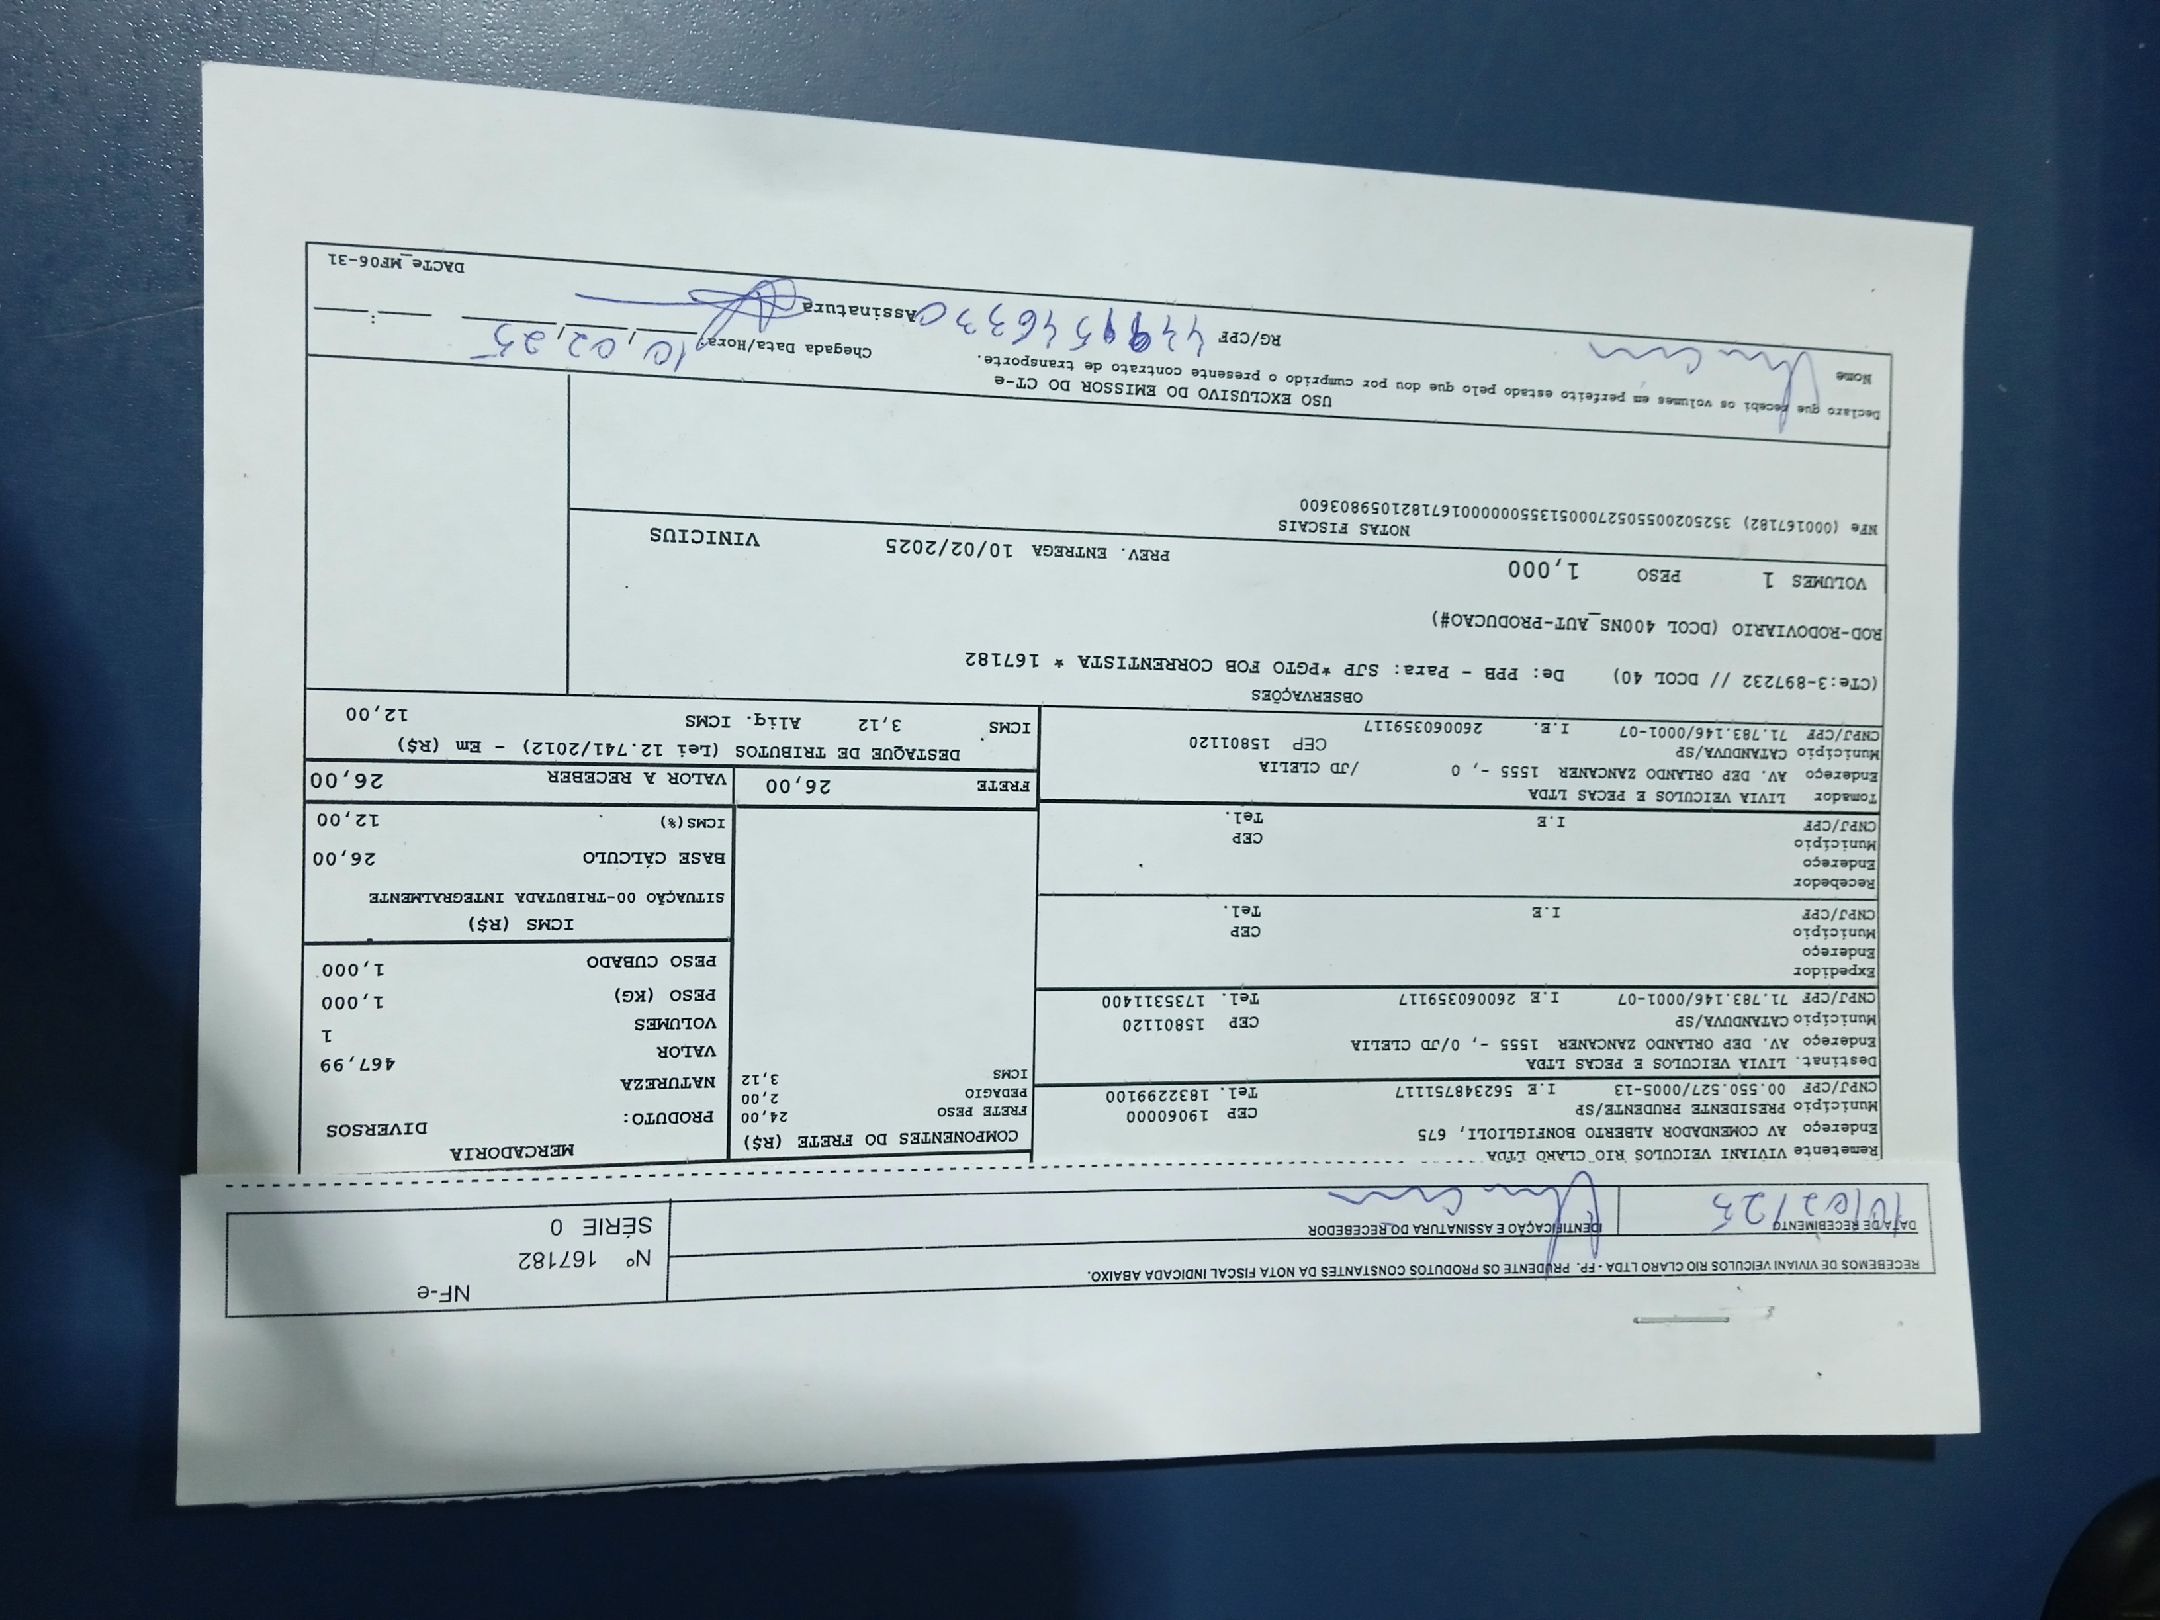 RECEBEMOS DE VIVIANI VEICULOS RIO CLARO LTDA - FP. PRUDENTE OS PRODUTOS CONSTANTES DA NOTA FISCAL INDICADA ABAIXO.
NF-e
Nº 167182
SÉRIE 0
DATA DE RECEBIMENTO
10/02/25
IDENTIFICAÇÃO E ASSINATURA DO RECEBEDOR
Remetente VIVIANI VEICULOS RIO CLARO LTDA
Endereço AV COMENDADOR ALBERTO BONFIGLIOLI, 675
Município PRESIDENTE PRUDENTE/SP CEP 19060000
CNPJ/CPF 00.550.527/0005-13 I.E 562348751117 Tel. 1832299100
Destinat. LIVIA VEICULOS E PECAS LTDA
Endereço AV. DEP ORLANDO ZANCANER 1555 -, 0/JD CLELIA
Município CATANDUVA/SP CEP 15801120
CNPJ/CPF 71.783.146/0001-07 I.E 260060359117 Tel. 1735311400
Expedidor
Endereço
Município CEP
CNPJ/CPF I.E Tel.
Recebedor
Endereço
Município CEP
CNPJ/CPF I.E Tel.
Tomador LIVIA VEICULOS E PECAS LTDA
Endereço AV. DEP ORLANDO ZANCANER 1555 -, 0 /JD CLELIA
Município CATANDUVA/SP CEP 15801120
CNPJ/CPF 71.783.146/0001-07 I.E. 260060359117
COMPONENTES DO FRETE (R$)
FRETE PESO 24,00
PEDAGIO 2,00
ICMS 3,12
MERCADORIA
PRODUTO: DIVERSOS
NATUREZA
VALOR 467,99
VOLUMES 1
PESO (KG) 1,000
PESO CUBADO 1,000
ICMS (R$)
SITUAÇÃO 00-TRIBUTADA INTEGRALMENTE
BASE CÁLCULO 26,00
ICMS(%) 12,00
FRETE 26,00 VALOR A RECEBER 26,00
DESTAQUE DE TRIBUTOS (Lei 12.741/2012) - Em (R$)
ICMS 3,12 Aliq. ICMS 12,00
OBSERVAÇÕES
(CTe:3-897232 // DCOL 40) De: PPB - Para: SJP *PGTO FOB CORRENTISTA * 167182
ROD-RODOVIARIO (DCOL 400NS_AUT-PRODUCAO#)
VOLUMES 1 PESO 1,000 PREV. ENTREGA 10/02/2025 VINICIUS
NOTAS FISCAIS
NFe (000167182) 35250200550527000513550000001671821059803600
USO EXCLUSIVO DO EMISSOR DO CT-e
Declaro que recebi os volumes em perfeito estado pelo que dou por cumprido o presente contrato de transporte.
Chegada Data/Hora: 10,02,25 :
Nome RG/CPF Assinatura
DACTe_MF06-31